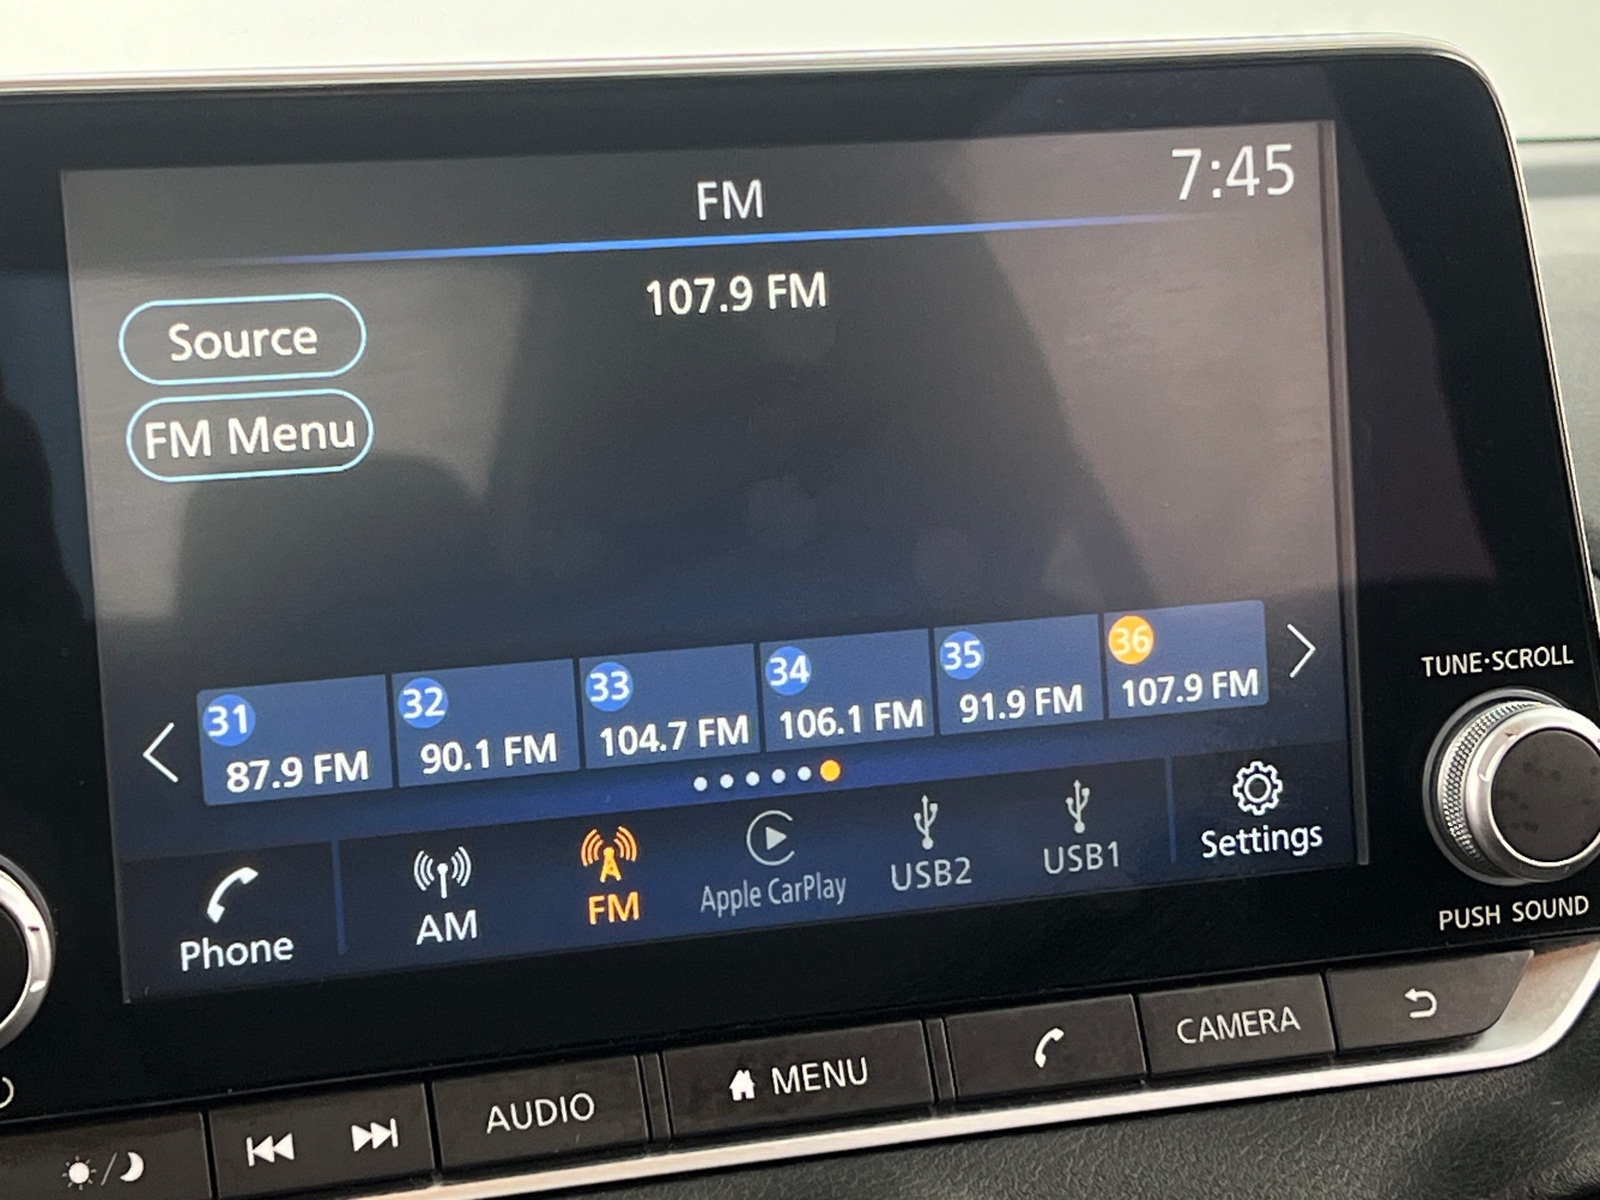 FM
7:45
107.9 FM
Source
FM Menu
31
87.9 FM
32
90.1 FM
33
104.7 FM
34
106.1 FM
35
91.9 FM
36
107.9 FM
Phone
AM
FM
Apple CarPlay
USB2
USB1
Settings
TUNE·SCROLL
PUSH SOUND
AUDIO
MENU
CAMERA